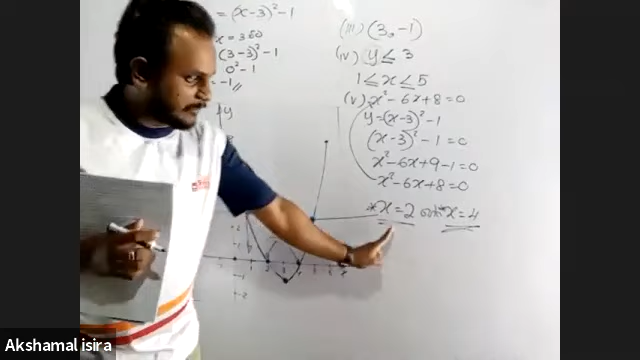 = (x-3)² -1
x = 3
(3-3)² -1
0² -1
= -1 //
y
-1
-2
x
(iii) (3, -1)
(iv) y ≤ 3
1 ≤ x ≤ 5
(v) x² - 6x + 8 = 0
y = (x-3)² - 1
(x-3)² - 1 = 0
x² - 6x + 9 - 1 = 0
x² - 6x + 8 = 0
* x = 2 * x = 4
Akshamal isira